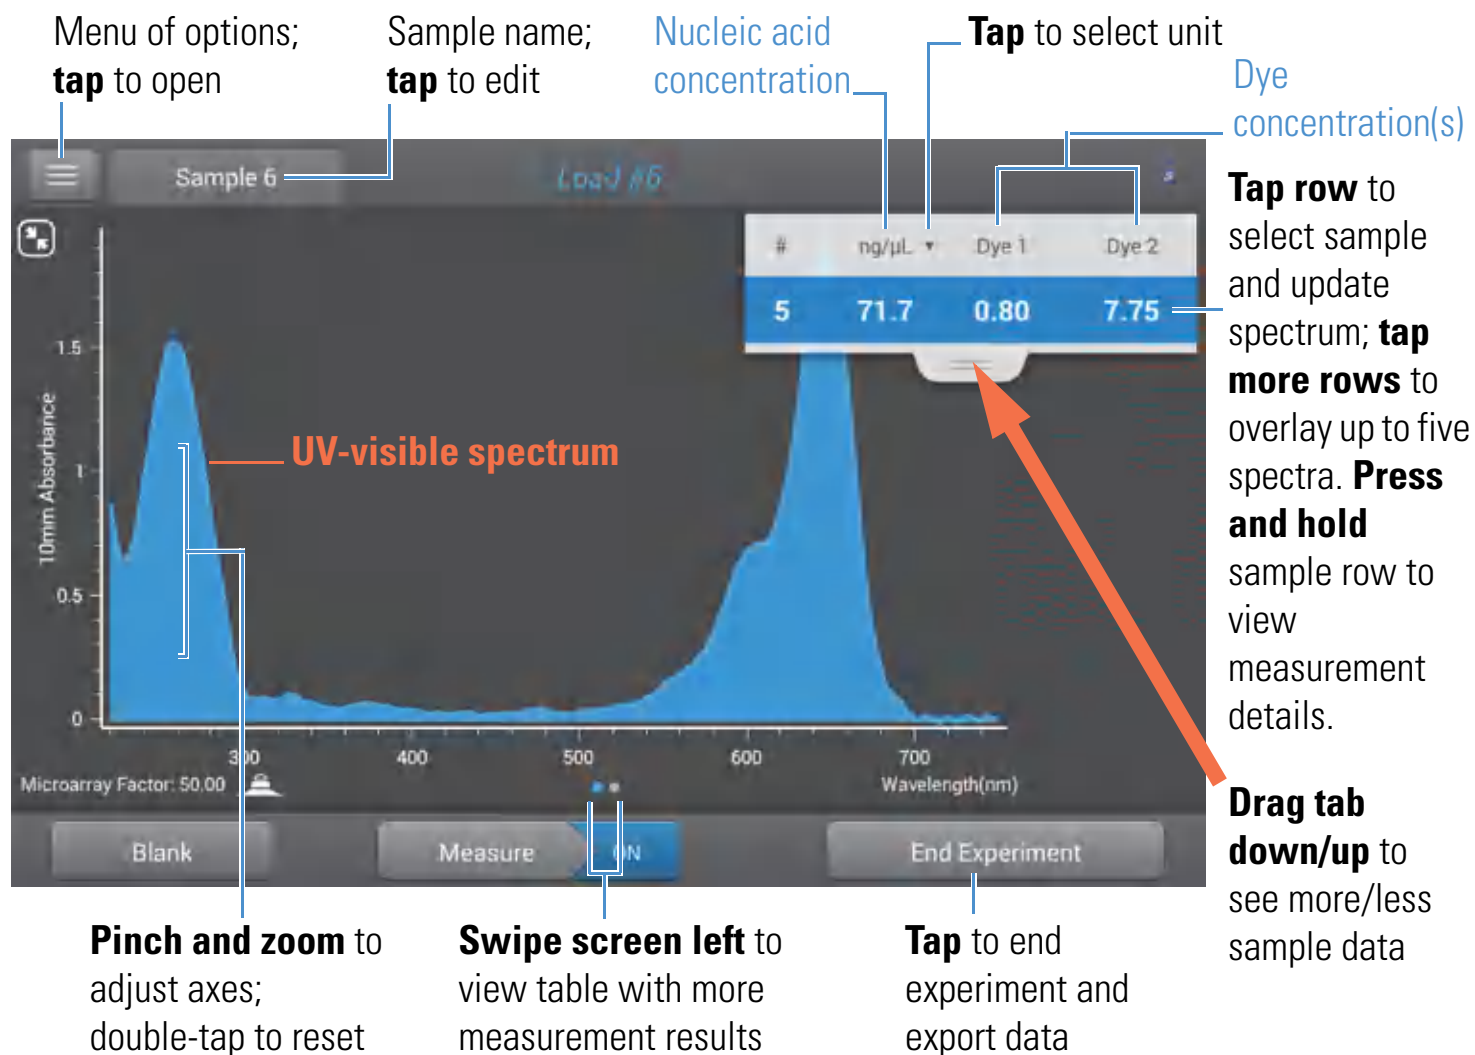 Menu of options;
tap to open
Sample name;
tap to edit
Nucleic acid
concentration
Tap to select unit
Dye
concentration(s)
Sample 6
Load #6
# ng/µL ▾ Dye 1 Dye 2
5 71.7 0.80 7.75
Tap row to
select sample
and update
spectrum; tap
more rows to
overlay up to five
spectra. Press
and hold
sample row to
view
measurement
details.
Drag tab
down/up to
see more/less
sample data
UV-visible spectrum
10mm Absorbance
1.5
1
0.5
0
300 400 500 600 700
Microarray Factor: 50.00
Wavelength(nm)
Blank
Measure
ON
End Experiment
Pinch and zoom to
adjust axes;
double-tap to reset
Swipe screen left to
view table with more
measurement results
Tap to end
experiment and
export data